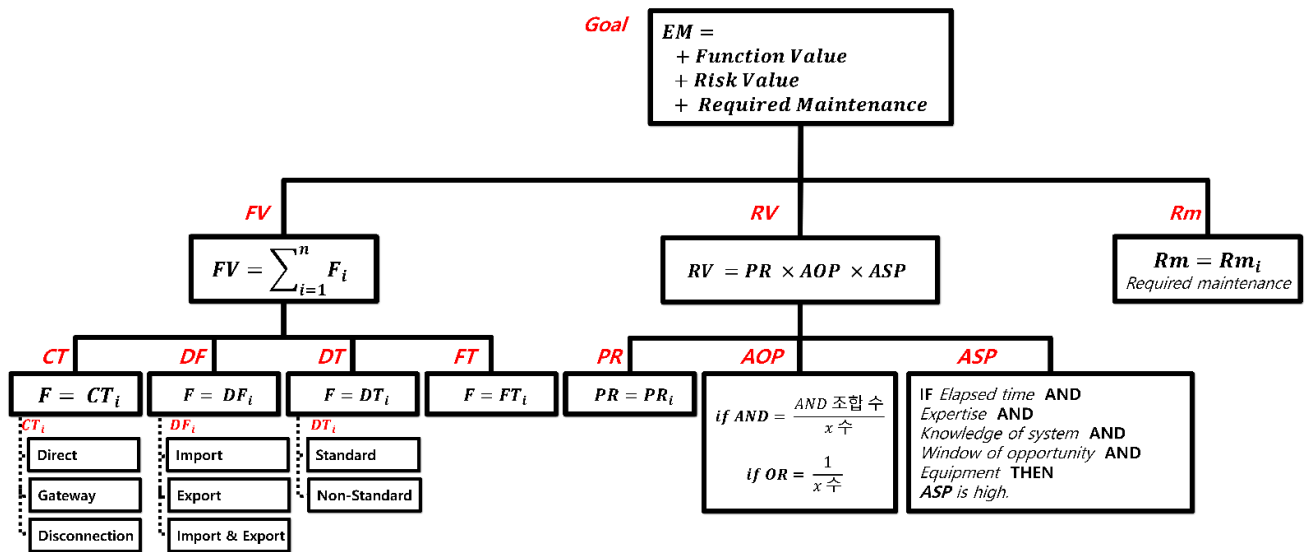 Goal
EM =
+ Function Value
+ Risk Value
+ Required Maintenance
FV
RV
Rm
FV = ∑_{i=1}^{n} F_i
RV = PR × AOP × ASP
Rm = Rm_i
Required maintenance
CT
DF
DT
FT
PR
AOP
ASP
F = CT_i
F = DF_i
F = DT_i
F = FT_i
PR = PR_i
if AND = AND 조합 수 / x 수
if OR = 1 / x 수
IF Elapsed time AND
Expertise AND
Knowledge of system AND
Window of opportunity AND
Equipment THEN
ASP is high.
CT_i
Direct
Gateway
Disconnection
DF_i
Import
Export
Import & Export
DT_i
Standard
Non-Standard